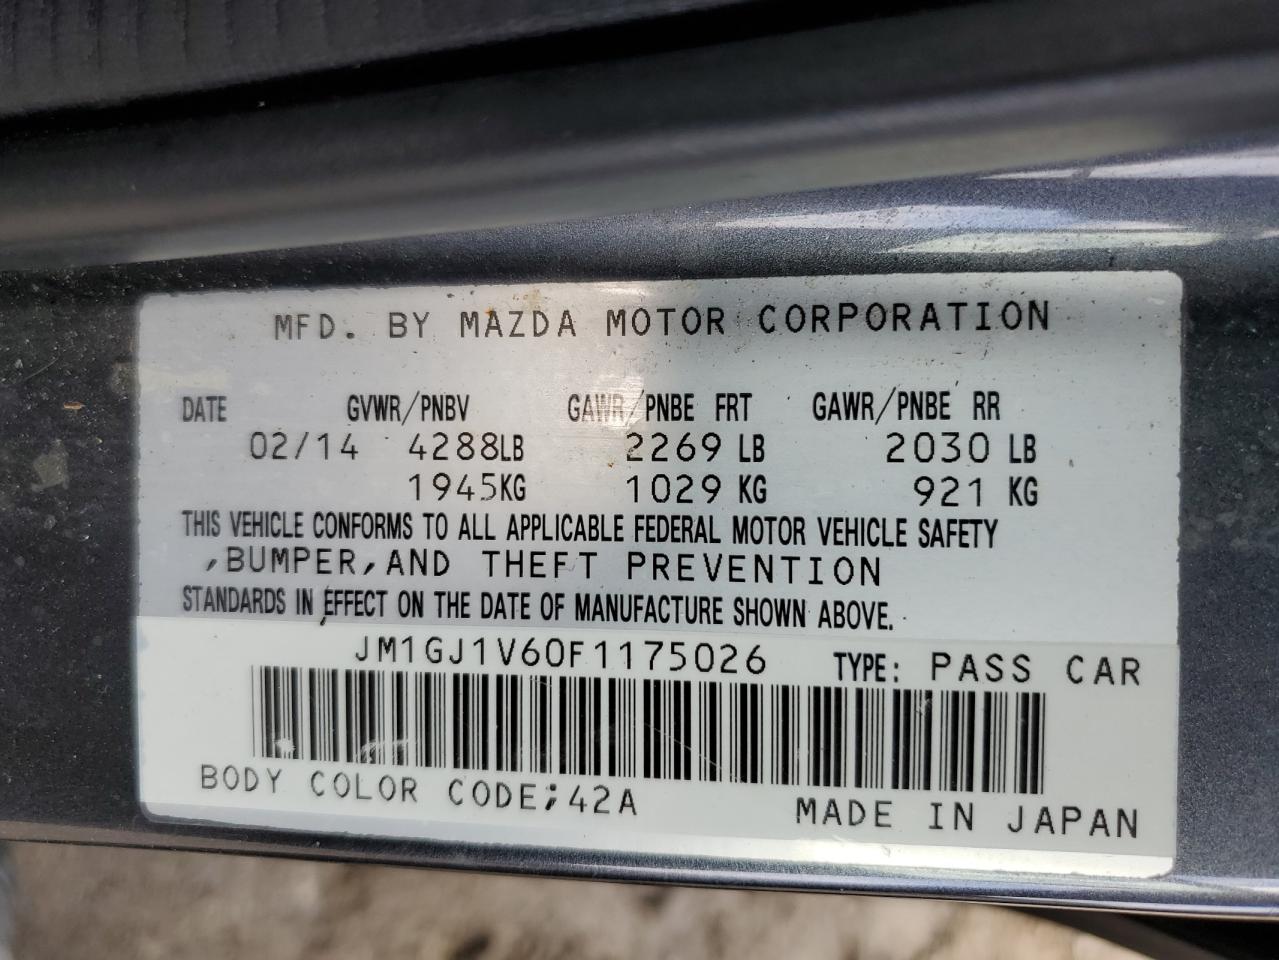 MFD. BY MAZDA MOTOR CORPORATION
DATE GVWR/PNBV GAWR/PNBE FRT GAWR/PNBE RR
02/14 4288LB 2269 LB 2030 LB
1945KG 1029 KG 921 KG
THIS VEHICLE CONFORMS TO ALL APPLICABLE FEDERAL MOTOR VEHICLE SAFETY
,BUMPER,AND THEFT PREVENTION
STANDARDS IN EFFECT ON THE DATE OF MANUFACTURE SHOWN ABOVE.
JM1GJ1V60F1175026 TYPE: PASS CAR
BODY COLOR CODE;42A MADE IN JAPAN